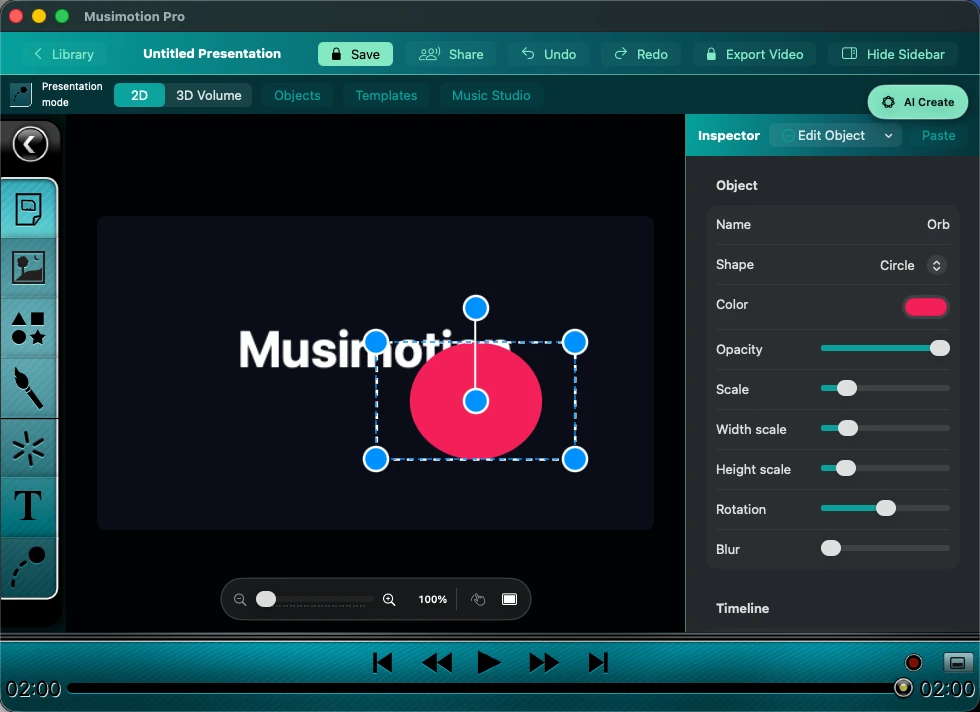 Musimotion Pro
Library
Untitled Presentation
Save
Share
Undo
Redo
Export Video
Hide Sidebar
Presentation
mode
2D
3D Volume
Objects
Templates
Music Studio
AI Create
Inspector
Edit Object
Paste
Object
Name
Orb
Shape
Circle
Color
Opacity
Scale
Width scale
Height scale
Rotation
Blur
Timeline
Musimotion
T
100%
02:00
02:00